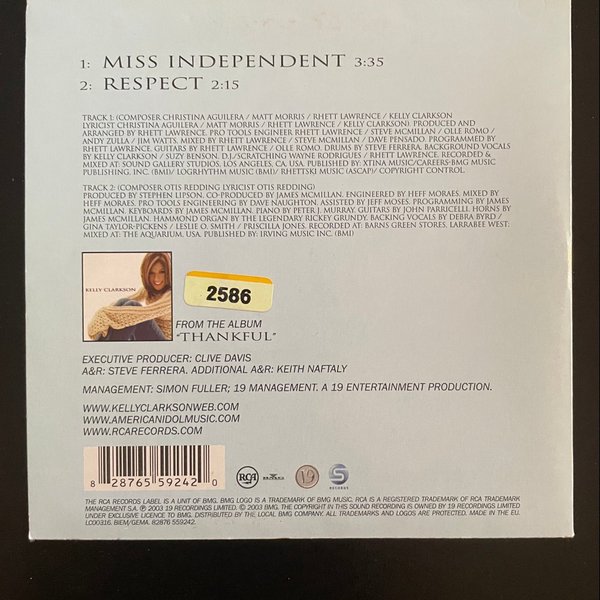 1: MISS INDEPENDENT 3:35
2: RESPECT 2:15
TRACK 1: (COMPOSER CHRISTINA AGUILERA / MATT MORRIS / RHETT LAWRENCE / KELLY CLARKSON
LYRICIST CHRISTINA AGUILERA / MATT MORRIS / RHETT LAWRENCE / KELLY CLARKSON). PRODUCED AND
ARRANGED BY RHETT LAWRENCE. PRO TOOLS ENGINEER RHETT LAWRENCE / STEVE MCMILLAN / OLLE ROMO /
ANDY ZULLA / JIM WATTS. MIXED BY RHETT LAWRENCE / STEVE MCMILLAN / DAVE PENSADO. PROGRAMMED BY
RHETT LAWRENCE. GUITARS BY RHETT LAWRENCE / OLLE ROMO. DRUMS BY STEVE FERRERA. BACKGROUND VOCALS
BY KELLY CLARKSON / SUZY BENSON. D.J./SCRATCHING WAYNE RODRIGUES / RHETT LAWRENCE. RECORDED &
MIXED AT: SOUND GALLERY STUDIOS, LOS ANGELES, CA USA. PUBLISHED BY: XTINA MUSIC/CAREERS-BMG MUSIC
PUBLISHING, INC. (BMI)/ LOGRHYTHM MUSIC (BMI)/ RHETTSKI MUSIC (ASCAP)/ COPYRIGHT CONTROL.
TRACK 2: (COMPOSER OTIS REDDING LYRICIST OTIS REDDING)
PRODUCED BY STEPHEN LIPSON. CO-PRODUCED BY JAMES MCMILLAN. ENGINEERED BY HEFF MORAES. MIXED BY
HEFF MORAES. PRO TOOLS ENGINEERING BY DAVE NAUGHTON. ASSISTED BY JEFF MOSES. PROGRAMMING BY JAMES
MCMILLAN. KEYBOARDS BY JAMES MCMILLAN. PIANO BY PETER J. MURRAY. GUITARS BY JOHN PARRICELLI. HORNS BY
JAMES MCMILLAN. HAMMOND ORGAN BY THE LEGENDARY RICKEY GRUNDY. BACKING VOCALS BY DEBRA BYRD /
GINA TAYLOR-PICKENS / LESLIE O. SMITH / PRISCILLA JONES. RECORDED AT: BARNS GREEN STORES. LARRABEE WEST.
MIXED AT: THE AQUARIUM. USA. PUBLISHED BY: IRVING MUSIC INC. (BMI)
KELLY CLARKSON
2586
FROM THE ALBUM
"THANKFUL"
EXECUTIVE PRODUCER: CLIVE DAVIS
A&R: STEVE FERRERA. ADDITIONAL A&R: KEITH NAFTALY
MANAGEMENT: SIMON FULLER; 19 MANAGEMENT. A 19 ENTERTAINMENT PRODUCTION.
WWW.KELLYCLARKSONWEB.COM
WWW.AMERICANIDOLMUSIC.COM
WWW.RCARECORDS.COM
8 28765 59242 0
RCA BMG 19 S RECORDS
THE RCA RECORDS LABEL IS A UNIT OF BMG. BMG LOGO IS A TRADEMARK OF BMG MUSIC. RCA IS A REGISTERED TRADEMARK OF RCA TRADEMARK
MANAGEMENT S.A. ℗ 2003 19 RECORDINGS LIMITED. © 2003 BMG. THE COPYRIGHT IN THIS SOUND RECORDING IS OWNED BY 19 RECORDINGS LIMITED
UNDER EXCLUSIVE LICENCE TO BMG. DISTRIBUTED BY THE LOCAL BMG COMPANY. ALL TRADEMARKS AND LOGOS ARE PROTECTED. MADE IN THE EU.
LC00316. BIEM/GEMA. 82876 559242.